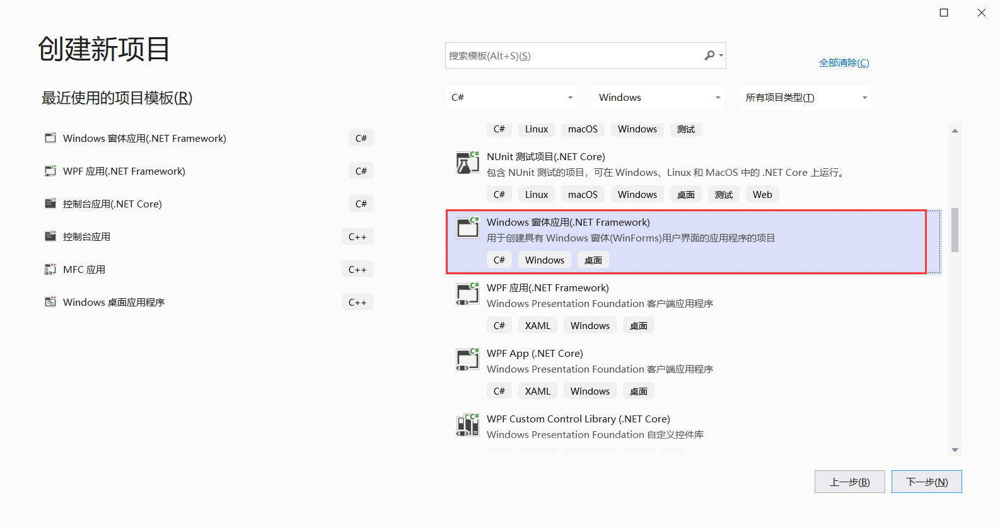 创建新项目
最近使用的项目模板(R)
Windows 窗体应用(.NET Framework) C#
WPF 应用(.NET Framework) C#
控制台应用(.NET Core) C#
控制台应用 C++
MFC 应用 C++
Windows 桌面应用程序 C++
搜索模板(Alt+S)(S)
全部清除(C)
C# Windows 所有项目类型(T)
C# Linux macOS Windows 测试
NUnit 测试项目(.NET Core)
包含 NUnit 测试的项目，可在 Windows、Linux 和 MacOS 中的 .NET Core 上运行。
C# Linux macOS Windows 桌面 测试 Web
Windows 窗体应用(.NET Framework)
用于创建具有 Windows 窗体(WinForms)用户界面的应用程序的项目
C# Windows 桌面
WPF 应用(.NET Framework)
Windows Presentation Foundation 客户端应用程序
C# XAML Windows 桌面
WPF App (.NET Core)
Windows Presentation Foundation 客户端应用程序
C# XAML Windows 桌面
WPF Custom Control Library (.NET Core)
Windows Presentation Foundation 自定义控件库
上一步(B) 下一步(N)